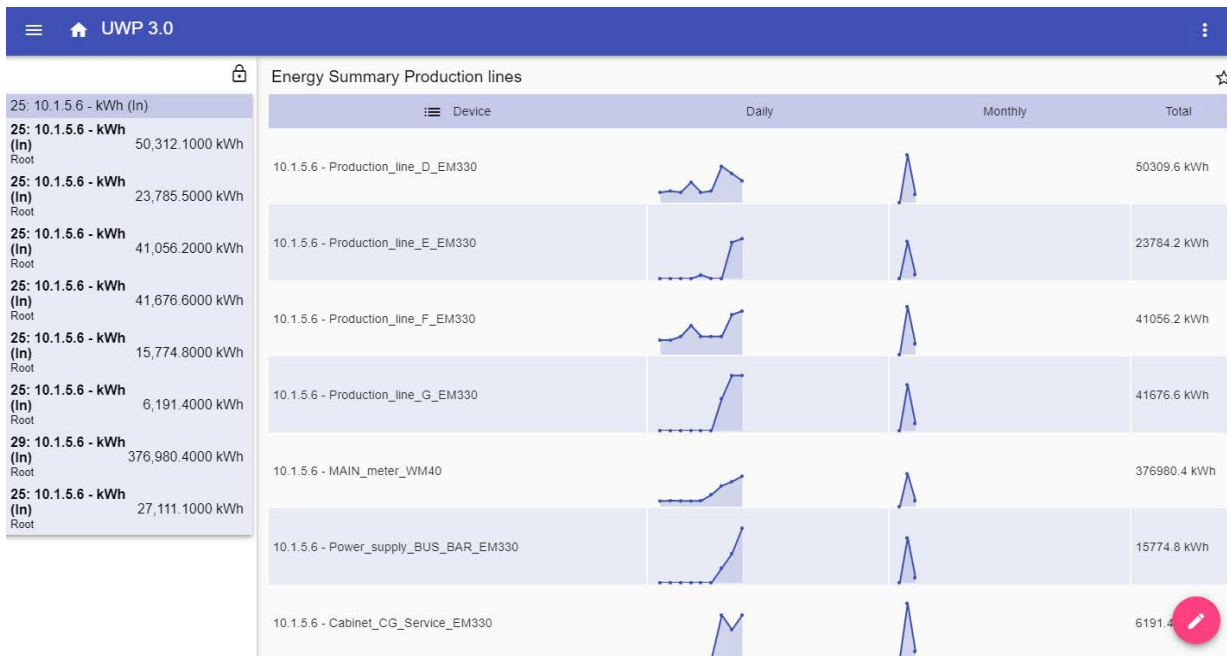 UWP 3.0
25: 10.1.5.6 - kWh (In)
25: 10.1.5.6 - kWh
(In)
50,312.1000 kWh
Root
25: 10.1.5.6 - kWh
(In)
23,785.5000 kWh
Root
25: 10.1.5.6 - kWh
(In)
41,056.2000 kWh
Root
25: 10.1.5.6 - kWh
(In)
41,676.6000 kWh
Root
25: 10.1.5.6 - kWh
(In)
15,774.8000 kWh
Root
25: 10.1.5.6 - kWh
(In)
6,191.4000 kWh
Root
29: 10.1.5.6 - kWh
(In)
376,980.4000 kWh
Root
25: 10.1.5.6 - kWh
(In)
27,111.1000 kWh
Root
Energy Summary Production lines
Device Daily Monthly Total
10.1.5.6 - Production_line_D_EM330 50309.6 kWh
10.1.5.6 - Production_line_E_EM330 23784.2 kWh
10.1.5.6 - Production_line_F_EM330 41056.2 kWh
10.1.5.6 - Production_line_G_EM330 41676.6 kWh
10.1.5.6 - MAIN_meter_WM40 376980.4 kWh
10.1.5.6 - Power_supply_BUS_BAR_EM330 15774.8 kWh
10.1.5.6 - Cabinet_CG_Service_EM330 6191.4